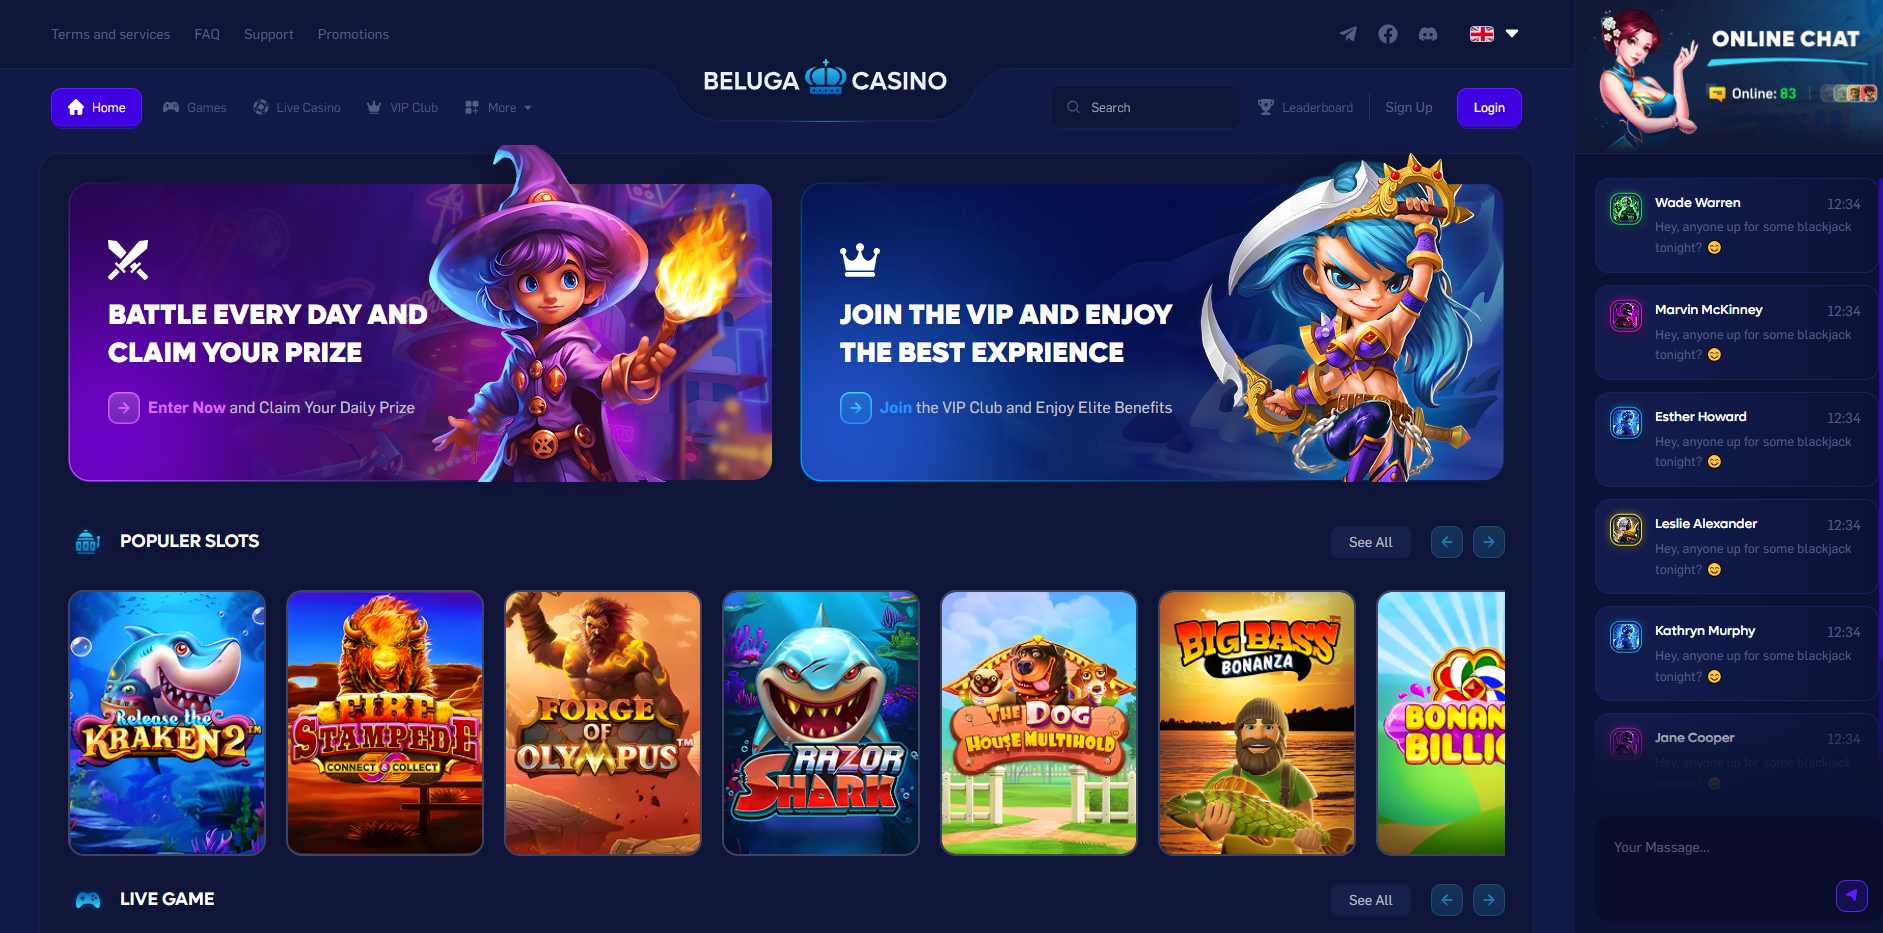 Terms and services
FAQ
Support
Promotions
BELUGA CASINO
Home
Games
Live Casino
VIP Club
More
Search
Leaderboard
Sign Up
Login
ONLINE CHAT
Online: 83
BATTLE EVERY DAY AND
CLAIM YOUR PRIZE
Enter Now and Claim Your Daily Prize
JOIN THE VIP AND ENJOY
THE BEST EXPRIENCE
Join the VIP Club and Enjoy Elite Benefits
POPULER SLOTS
See All
Release the
KRAKEN 2™
FIRE
STAMPEDE
CONNECT & COLLECT
FORGE
OF
OLYMPUS™
RAZOR
SHARK
THE DOG
HOUSE MULTIHOLD
BIG BASS
BONANZA
BONAN
BILLIO
LIVE GAME
See All
Wade Warren 12:34
Hey, anyone up for some blackjack
tonight? 😊
Marvin McKinney 12:34
Hey, anyone up for some blackjack
tonight? 😊
Esther Howard 12:34
Hey, anyone up for some blackjack
tonight? 😊
Leslie Alexander 12:34
Hey, anyone up for some blackjack
tonight? 😊
Kathryn Murphy 12:34
Hey, anyone up for some blackjack
tonight? 😊
Jane Cooper 12:34
Hey, anyone up for some blackjack
tonight? 😊
Your Massage...